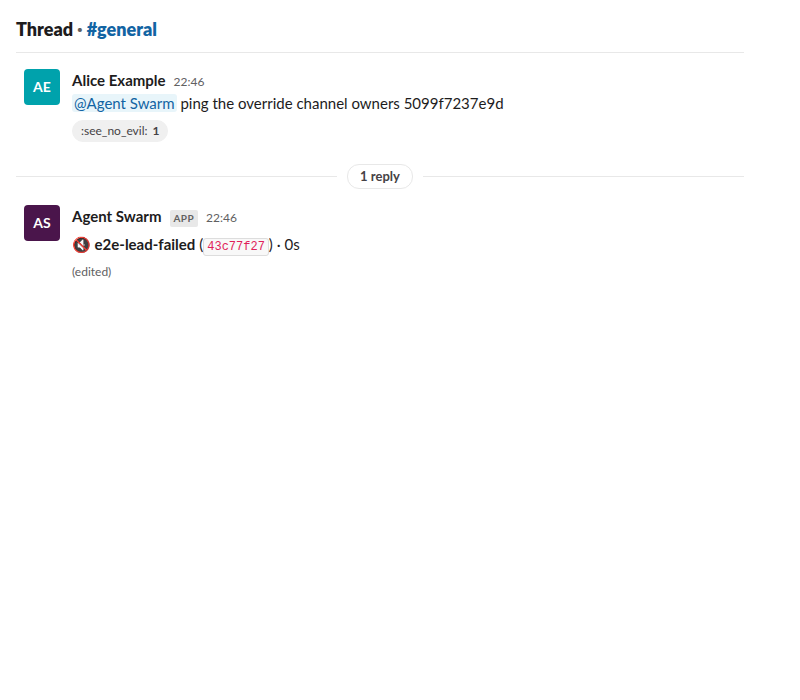 Thread • #general
AE
Alice Example 22:46
@Agent Swarm ping the override channel owners 5099f7237e9d
:see_no_evil: 1
1 reply
AS
Agent Swarm APP 22:46
🔇 e2e-lead-failed (43c77f27) · 0s
(edited)